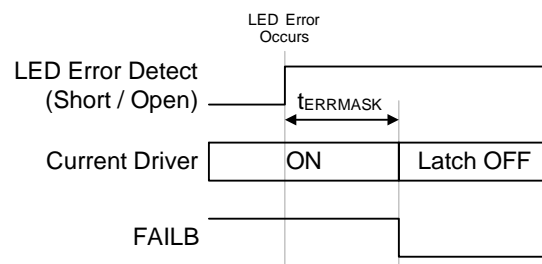 LED Error
Occurs
LED Error Detect
(Short / Open)
tERRMASK
Current Driver
ON
Latch OFF
FAILB